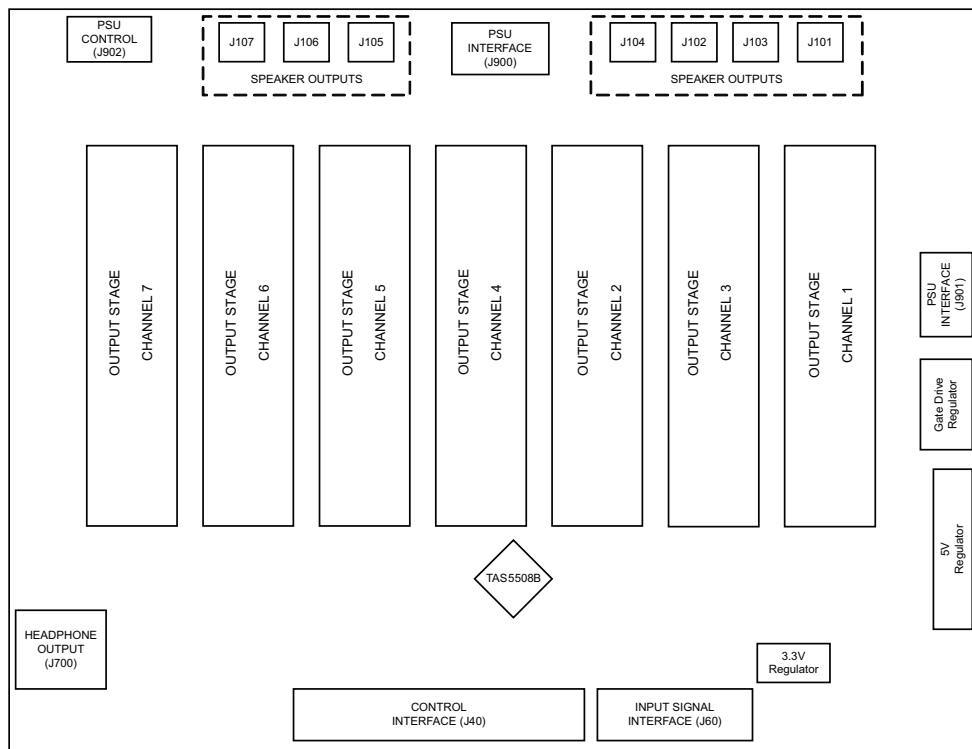 PSU
CONTROL
(J902)
J107
J106
J105
SPEAKER OUTPUTS
PSU
INTERFACE
(J900)
J104
J102
J103
J101
SPEAKER OUTPUTS
OUTPUT STAGE
CHANNEL 7
OUTPUT STAGE
CHANNEL 6
OUTPUT STAGE
CHANNEL 5
OUTPUT STAGE
CHANNEL 4
OUTPUT STAGE
CHANNEL 2
OUTPUT STAGE
CHANNEL 3
OUTPUT STAGE
CHANNEL 1
PSU
INTERFACE
(J901)
Gate Drive
Regulator
5V
Regulator
TAS5508B
HEADPHONE
OUTPUT
(J700)
3.3V
Regulator
CONTROL
INTERFACE (J40)
INPUT SIGNAL
INTERFACE (J60)